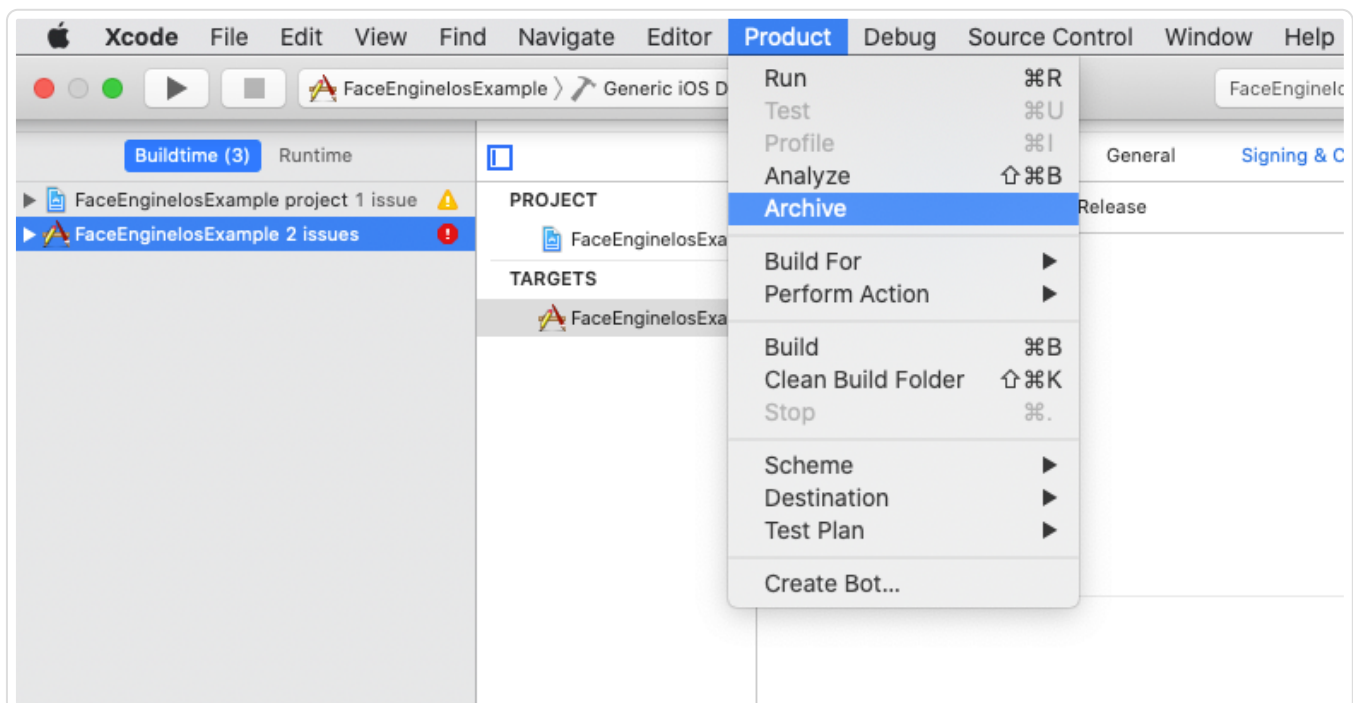 Xcode File Edit View Find Navigate Editor Product Debug Source Control Window Help
FaceEngineIosExample 〉 Generic iOS D
FaceEngineIo
Buildtime (3) Runtime
FaceEngineIosExample project 1 issue
FaceEngineIosExample 2 issues
PROJECT
FaceEngineIosExa
TARGETS
FaceEngineIosExa
Run ⌘R
Test ⌘U
Profile ⌘I
Analyze ⇧⌘B
Archive
Build For ▶
Perform Action ▶
Build ⌘B
Clean Build Folder ⇧⌘K
Stop ⌘.
Scheme ▶
Destination ▶
Test Plan ▶
Create Bot...
General Signing & C
Release